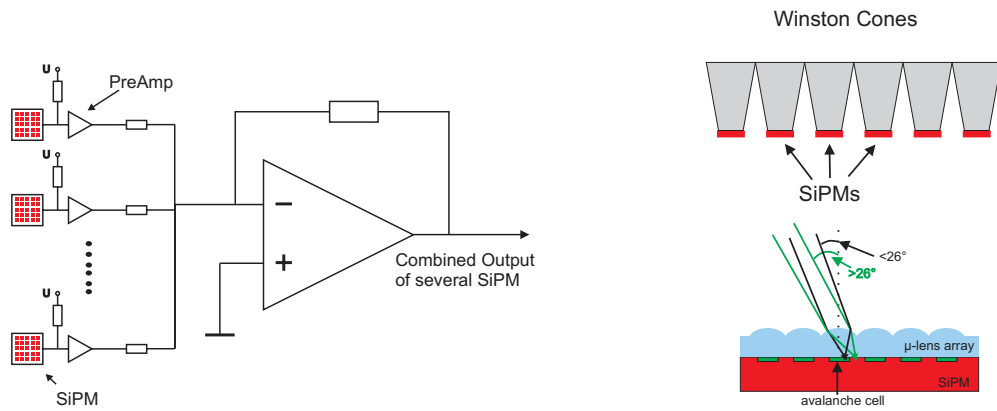 U
PreAmp
U
U
SiPM
−
+
Combined Output
of several SiPM
Winston Cones
SiPMs
<26°
>26°
µ-lens array
SiPM
avalanche cell